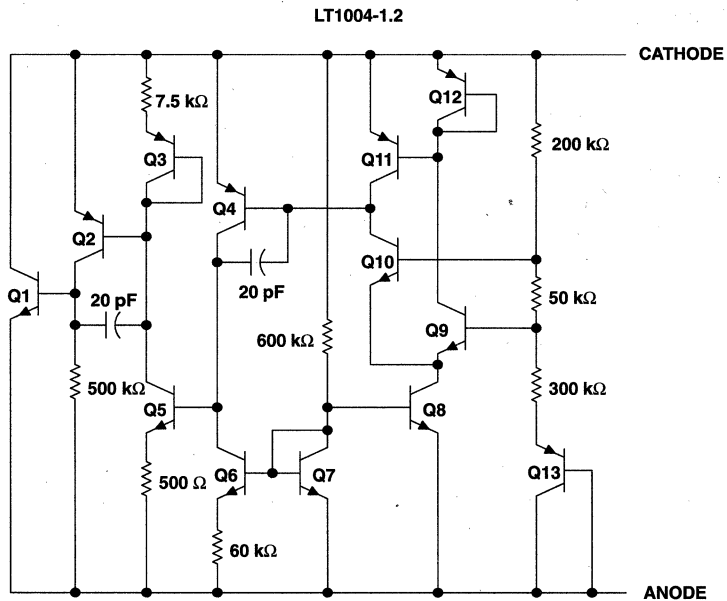 LT1004-1.2
CATHODE
7.5 kΩ
Q12
Q3
Q11
200 kΩ
Q4
Q2
Q10
Q1
20 pF
20 pF
50 kΩ
600 kΩ
Q9
500 kΩ
300 kΩ
Q5
Q8
Q6
Q7
Q13
500 Ω
60 kΩ
ANODE